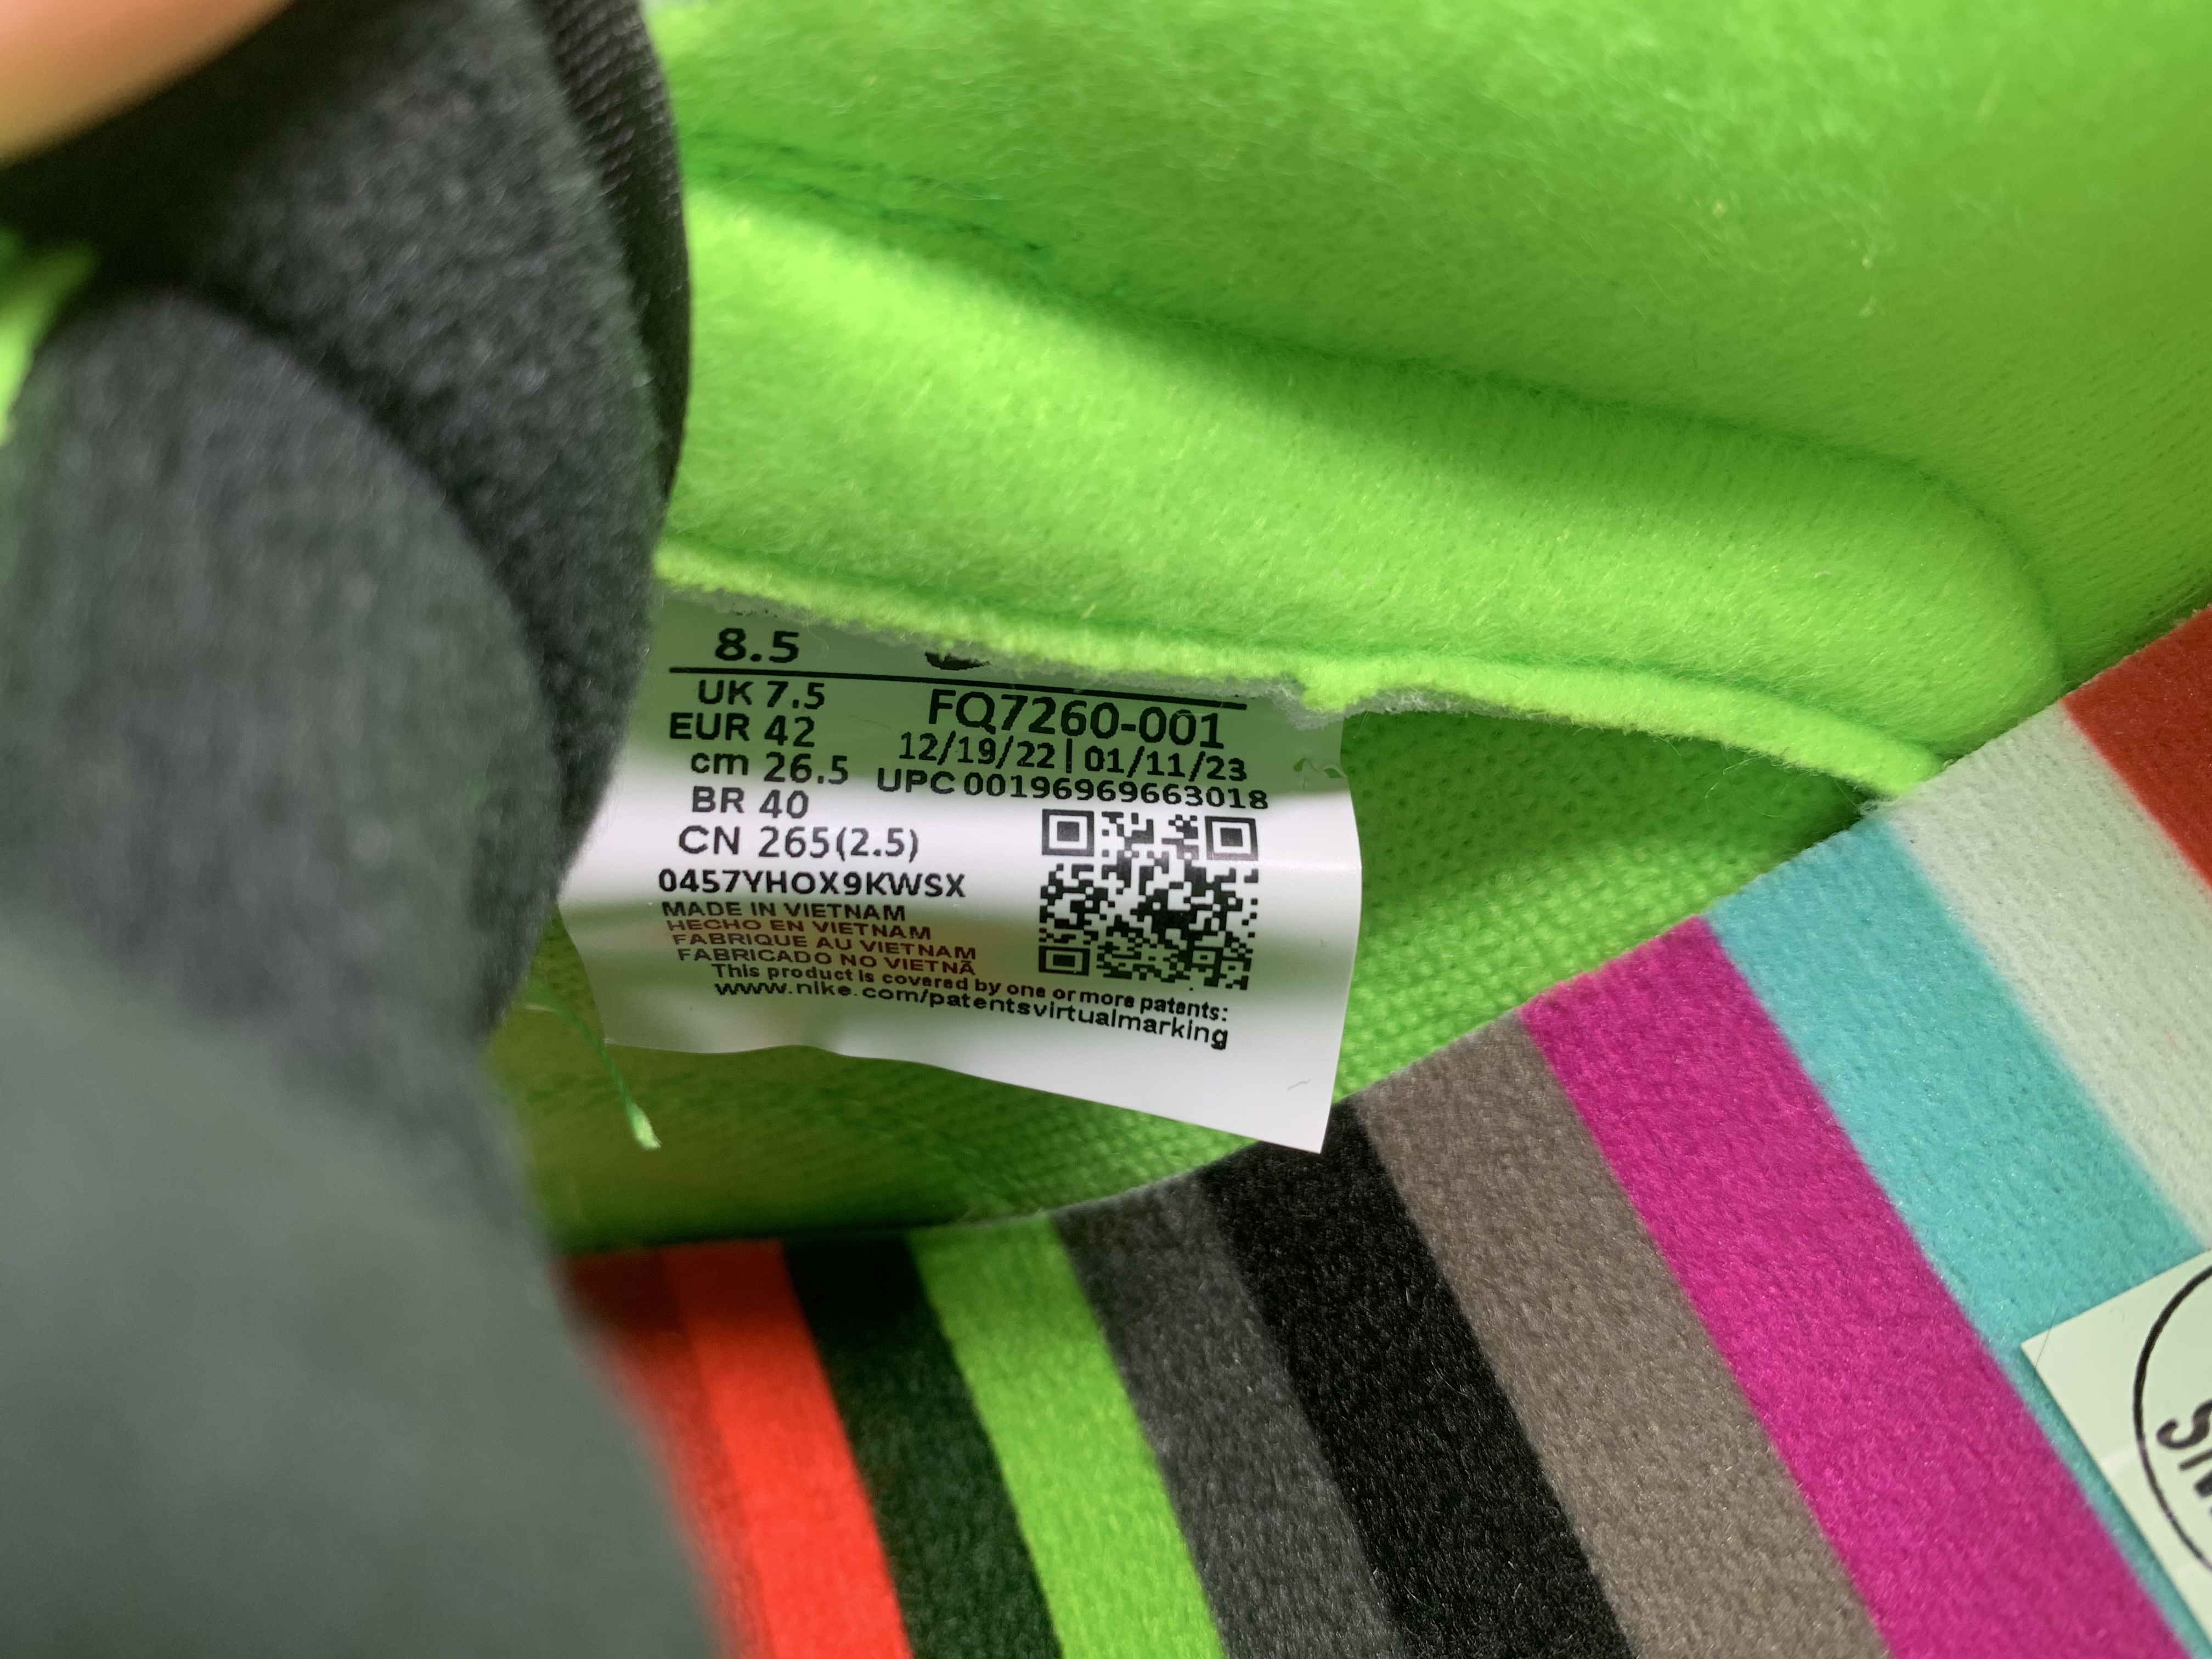 8.5
UK 7.5
EUR 42
cm 26.5
BR 40
CN 265(2.5)
FQ7260-001
12/19/22 | 01/11/23
UPC 00196969663018
0457YHOX9KWSX
MADE IN VIETNAM
HECHO EN VIETNAM
FABRIQUE AU VIETNAM
FABRICADO NO VIETNÃ
This product is covered by one or more patents:
www.nike.com/patentsvirtualmarking